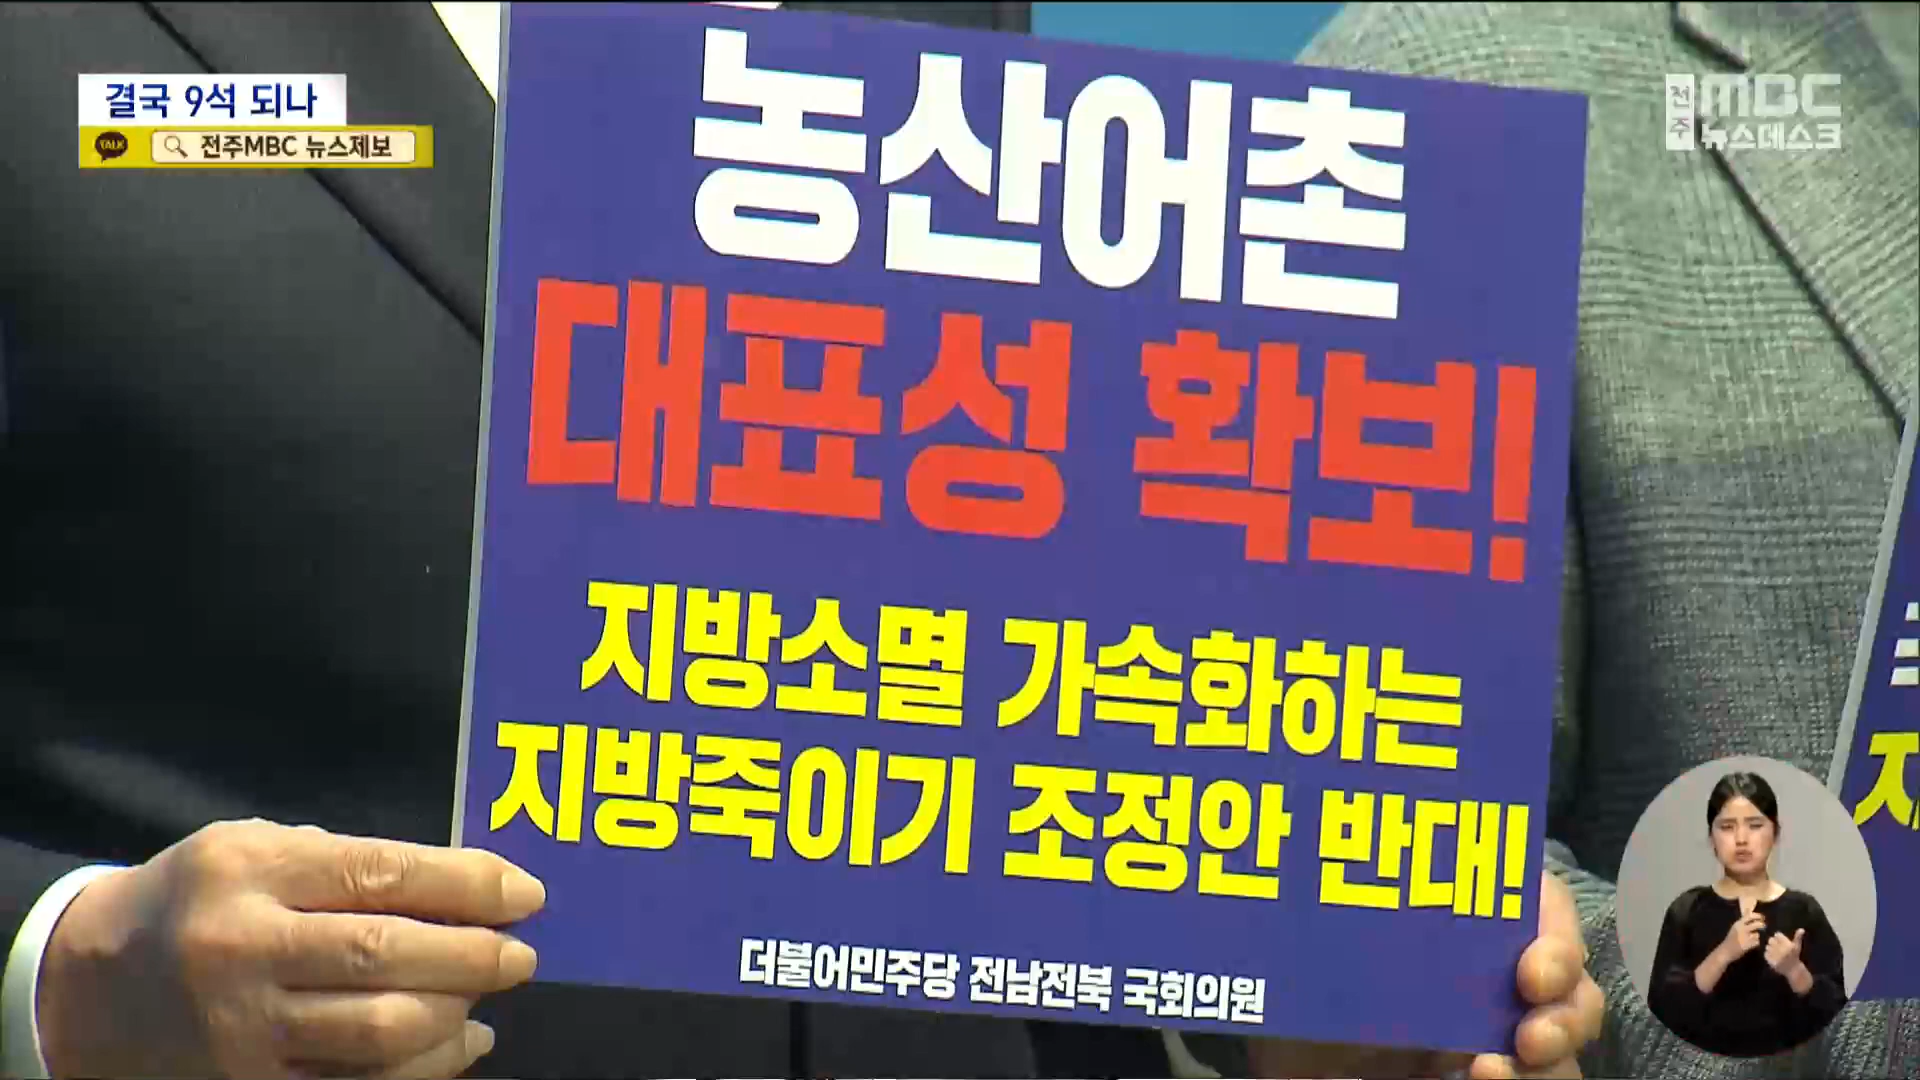 결국 9석 되나
TALK 전주MBC 뉴스제보
전주 MBC
뉴스데스크
농산어촌
대표성 확보!
지방소멸 가속화하는
지방죽이기 조정안 반대!
더불어민주당 전남전북 국회의원